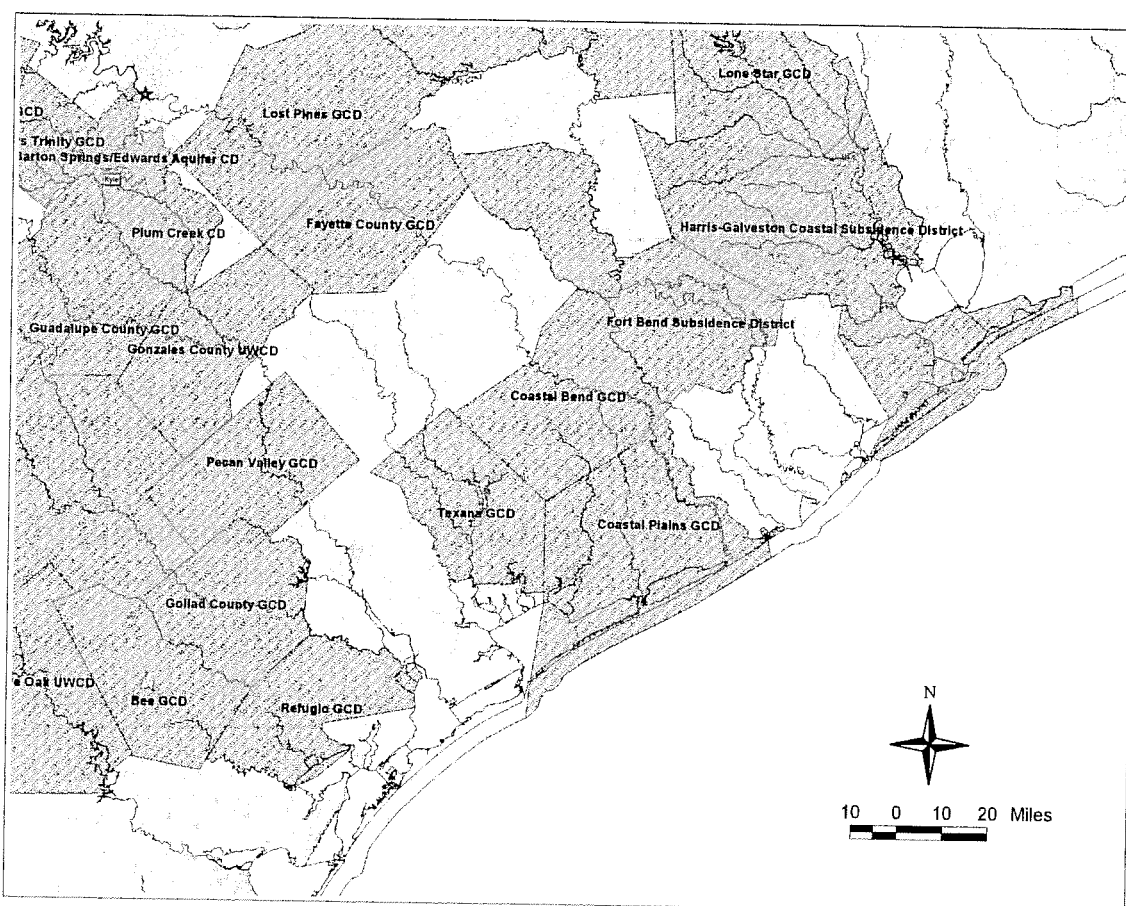 Lone Star GCD
Lost Pines GCD
GCD
s Trinity GCD
Barton Springs/Edwards Aquifer CD
Kyle
Fayette County GCD
Plum Creek CD
Harris-Galveston Coastal Subsidence District
Guadalupe County GCD
Gonzales County UWCD
Fort Bend Subsidence District
Coastal Bend GCD
Pecan Valley GCD
Texana GCD
Coastal Plains GCD
Goliad County GCD
e Oak UWCD
Bee GCD
Refugio GCD
N
10 0 10 20 Miles